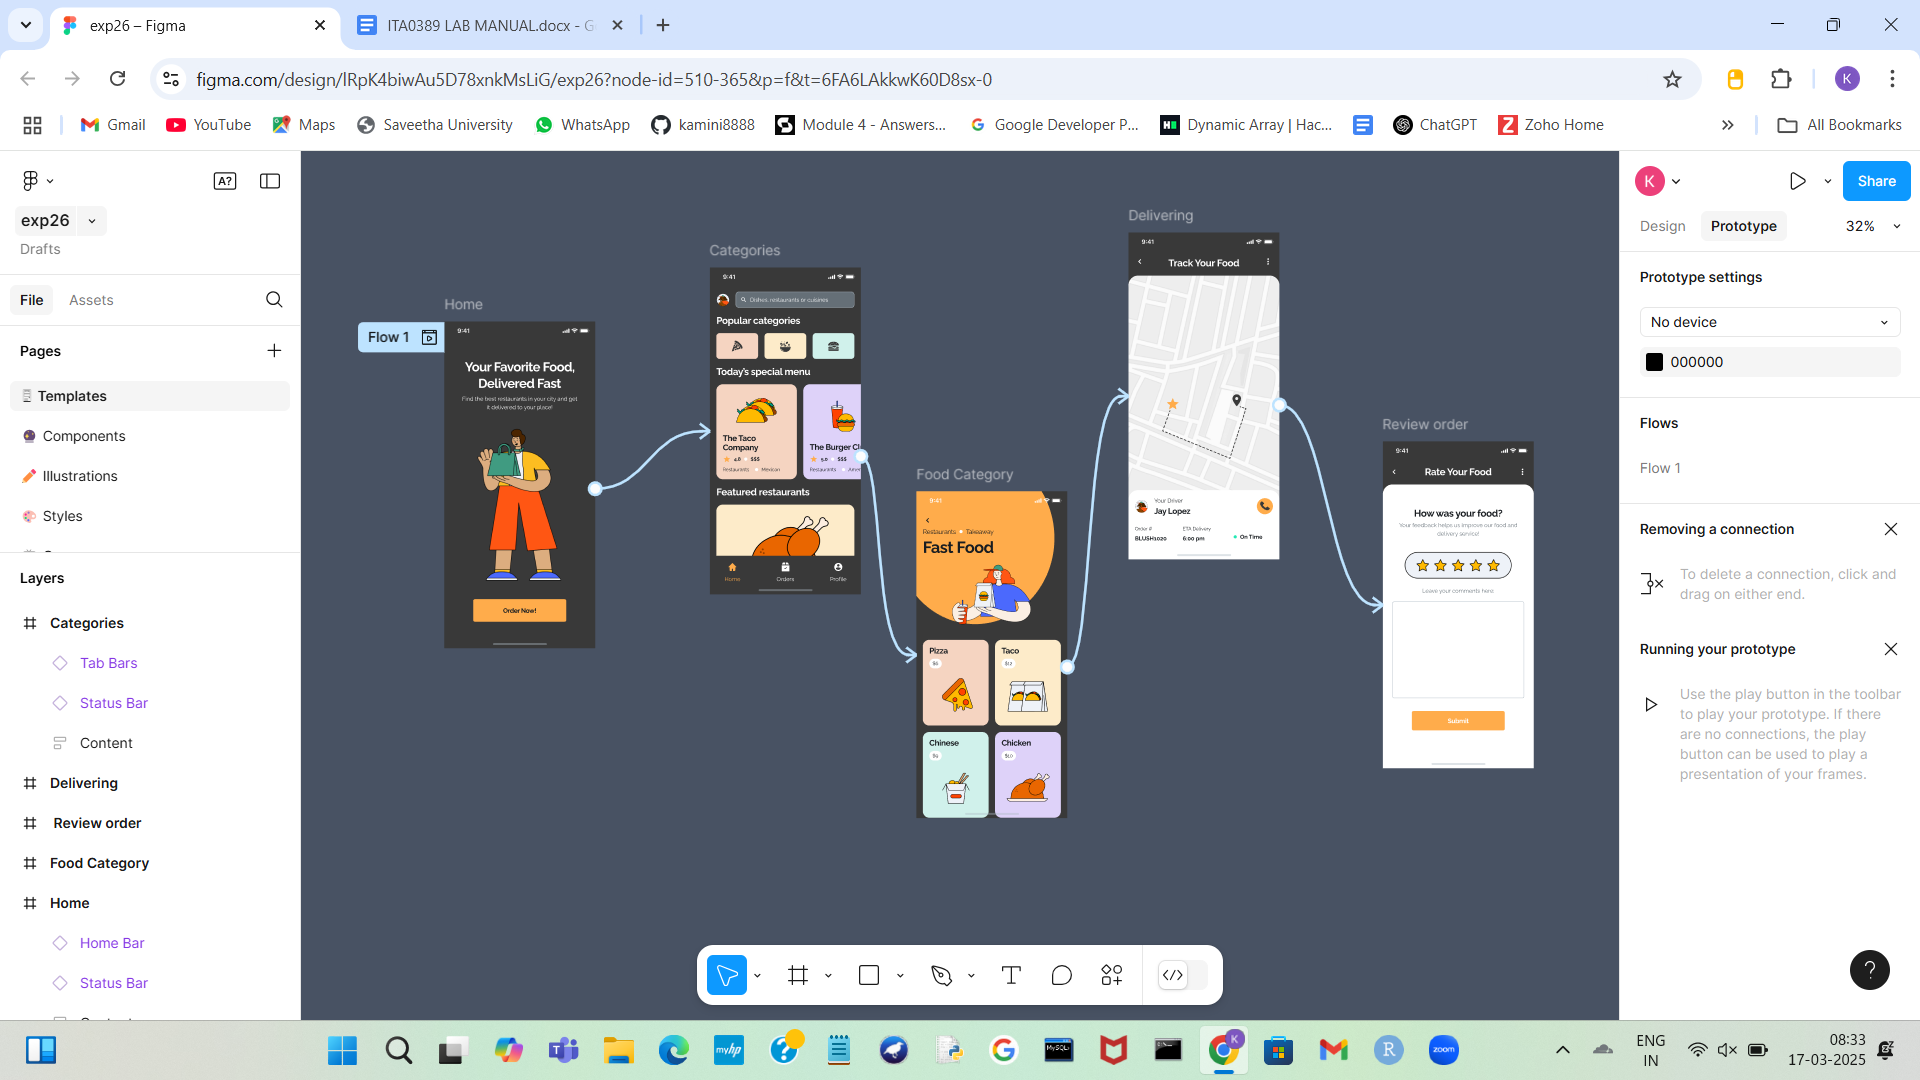 exp26 – Figma
ITA0389 LAB MANUAL.docx - G
figma.com/design/lRpK4biwAu5D78xnkMsLiG/exp26?node-id=510-365&p=f&t=6FA6LAkkwK60D8sx-0
K
Gmail
YouTube
Maps
Saveetha University
WhatsApp
kamini8888
Module 4 - Answers...
Google Developer P...
Dynamic Array | Hac...
ChatGPT
Zoho Home
All Bookmarks
A?
exp26
Drafts
File
Assets
Pages
Templates
Components
Illustrations
Styles
Layers
Categories
Tab Bars
Status Bar
Content
Delivering
Review order
Food Category
Home
Home Bar
Status Bar
Flow 1
Home
9:41
Your Favorite Food,
Delivered Fast
Find the best restaurants in your city and get
it delivered to your place!
Order Now!
Categories
9:41
Dishes, restaurants or cuisines
Popular categories
Today's special menu
The Taco
Company
4.0
$$$
Restaurants
Mexican
The Burger Cl
5.0
$$$
Restaurants
Amer
Featured restaurants
Home
Orders
Profile
Food Category
9:41
Restaurants
Takeaway
Fast Food
Pizza
Taco
$12
Chinese
Chicken
Delivering
9:41
Track Your Food
Your Driver
Jay Lopez
Order #
ETA Delivery
BLUSH1020
6:00 pm
On Time
Review order
9:41
Rate Your Food
How was your food?
Your feedback helps us improve our food and
delivery service!
Leave your comments here
Submit
K
Share
Design
Prototype
32%
Prototype settings
No device
000000
Flows
Flow 1
Removing a connection
To delete a connection, click and
drag on either end.
Running your prototype
Use the play button in the toolbar
to play your prototype. If there
are no connections, the play
button can be used to play a
presentation of your frames.
?
ENG
IN
08:33
17-03-2025